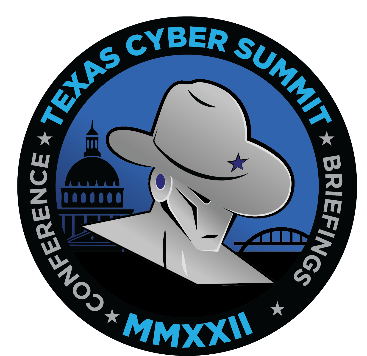 TEXAS CYBER SUMMIT
CONFERENCE
BRIEFINGS
MMXXII